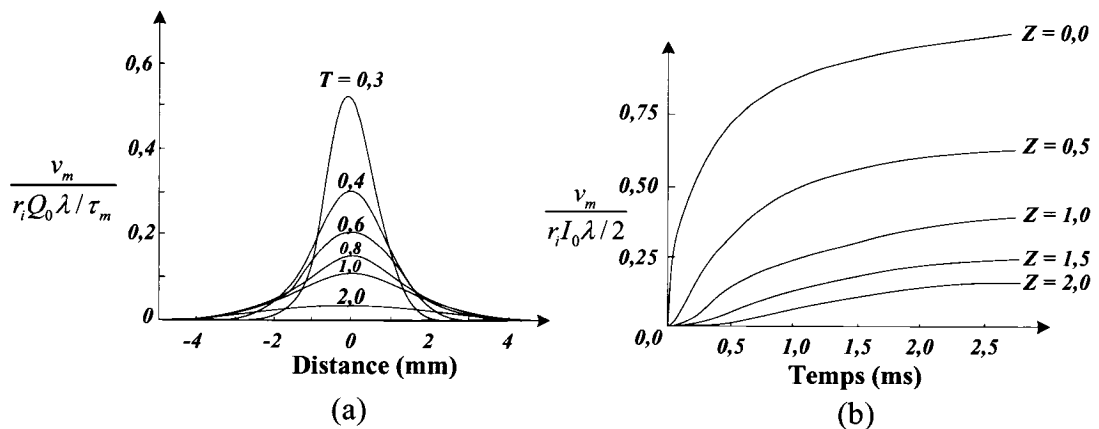 0,6
0,4
0,2
0
v_m
r_i Q_0 λ / τ_m
T = 0,3
0,4
0,6
0,8
1,0
2,0
-4 -2 0 2 4
Distance (mm)
(a)
0,75
0,50
0,25
0,0
v_m
r_i I_0 λ / 2
Z = 0,0
Z = 0,5
Z = 1,0
Z = 1,5
Z = 2,0
0,5 1,0 1,5 2,0 2,5
Temps (ms)
(b)